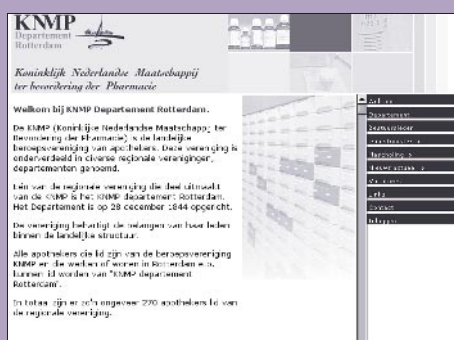 KNMP
Departement
Rotterdam
Koninklijk Nederlandse Maatschappij
ter bevordering der Pharmacie
Welkom bij KNMP Departement Rotterdam.
De KNMP (Koninklijke Nederlandse Maatschappij ter
Bevordering der Pharmacie) is de landelijke
beroepsvereniging van apothekers. Deze vereniging is
onderverdeeld in diverse regionale verenigingen,
departementen genoemd.
Eén van de regionale vereniging die deel uitmaakt
van de KNMP is het KNMP departement Rotterdam.
Het Departement is op 28 december 1844 opgericht.
De vereniging behartigt de belangen van haar leden
binnen de landelijke structuur.
Alle apothekers die lid zijn van de beroepsvereniging
KNMP en die werken of wonen in Rotterdam e.o.
kunnen lid worden van "KNMP departement
Rotterdam".
In totaal zijn er zo'n ongeveer 270 apothekers lid van
de regionale vereniging.
Departement
Bestuursleden
Nascholing
Contact
Inloggen